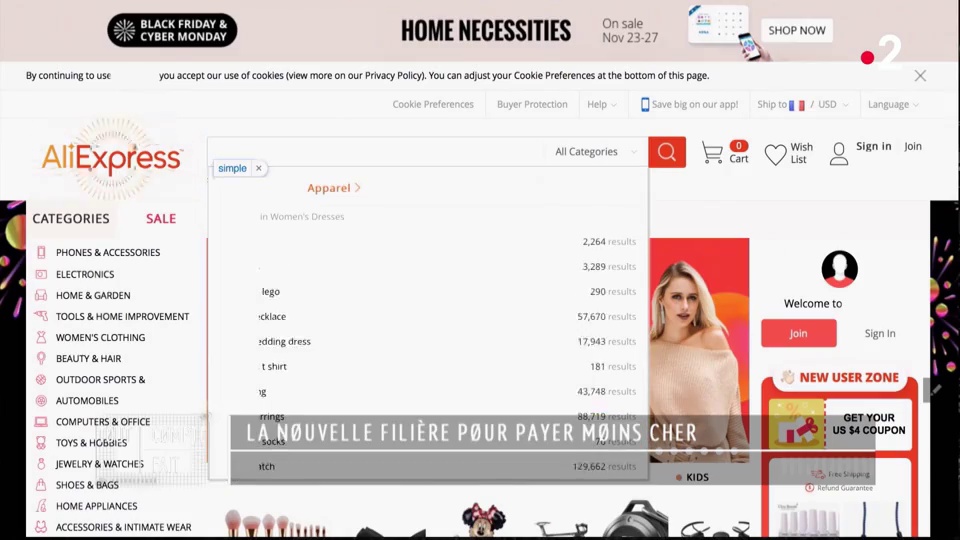 BLACK FRIDAY &
CYBER MONDAY
HOME NECESSITIES
On sale
Nov 23-27
SHOP NOW
2
By continuing to use you accept our use of cookies (view more on our Privacy Policy). You can adjust your Cookie Preferences at the bottom of this page.
Cookie Preferences
Buyer Protection
Help
Save big on our app!
Ship to / USD
Language
AliExpress
All Categories
0
Cart
Wish
List
Sign in
Join
simple ×
Apparel >
in Women's Dresses
CATEGORIES
SALE
2,264 results
3,289 results
lego 290 results
ecklace 57,670 results
edding dress 17,943 results
t shirt 181 results
ng 43,748 results
arrings 88,719 results
socks 70 results
atch 129,662 results
PHONES & ACCESSORIES
ELECTRONICS
HOME & GARDEN
TOOLS & HOME IMPROVEMENT
WOMEN'S CLOTHING
BEAUTY & HAIR
OUTDOOR SPORTS &
AUTOMOBILES
COMPUTERS & OFFICE
TOYS & HOBBIES
JEWELRY & WATCHES
SHOES & BAGS
HOME APPLIANCES
ACCESSORIES & INTIMATE WEAR
Welcome to
Join
Sign In
NEW USER ZONE
GET YOUR
US $4 COUPON
Free Shipping
Refund Guarantee
KIDS
LA NØUVELLE FILIÈRE PØUR PAYER MØINS CHER